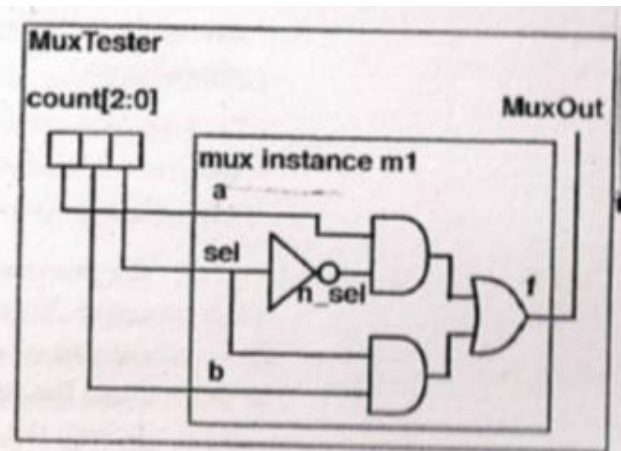 MuxTester
count[2:0]
MuxOut
mux instance m1
a
sel
n_sel
f
b